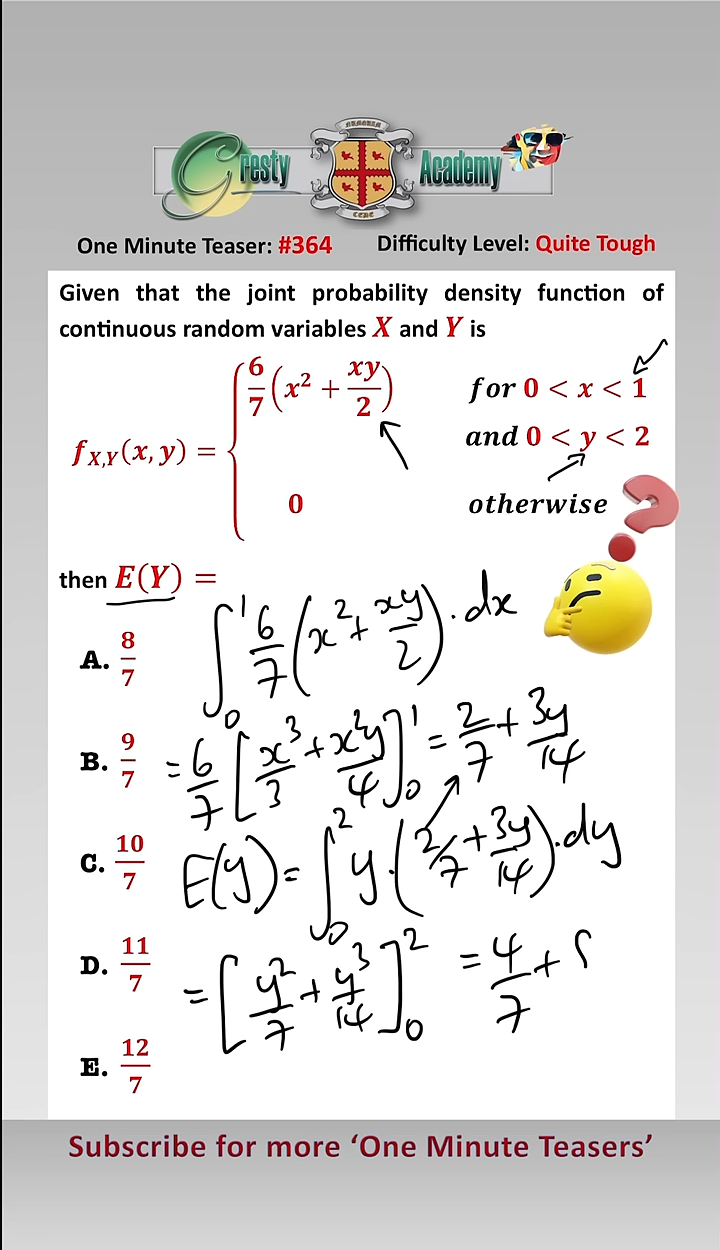 Gresty Academy
One Minute Teaser: #364 Difficulty Level: Quite Tough
Given that the joint probability density function of
continuous random variables X and Y is
f_{X,Y}(x, y) = { 6/7 (x² + xy/2) for 0 < x < 1
and 0 < y < 2
0 otherwise
then E(Y) =
∫₀¹ 6/7 (x² + xy/2) . dx
A. 8/7
B. 9/7
= 6/7 [x³/3 + x²y/4]₀¹ = 2/7 + 3y/14
C. 10/7
E(y) = ∫₀² y . (2/7 + 3y/14) . dy
D. 11/7
= [y²/7 + y³/14]₀² = 4/7 +
E. 12/7
Subscribe for more ‘One Minute Teasers’